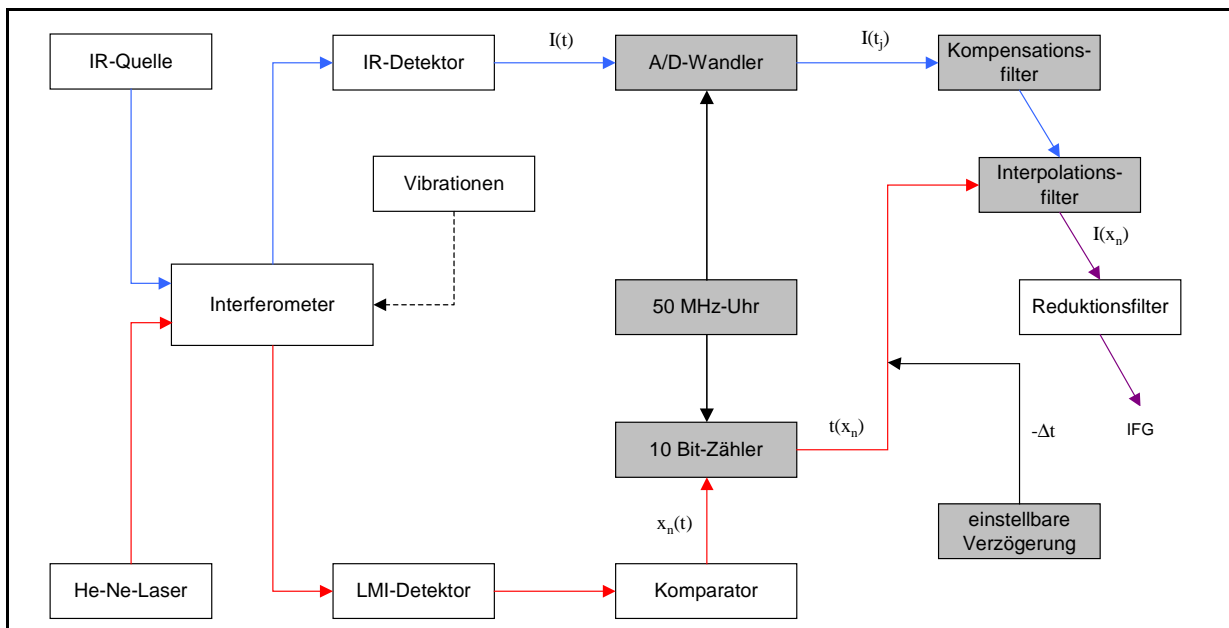 IR-Quelle
IR-Detektor
I(t)
A/D-Wandler
I(tj)
Kompensations-
filter
Vibrationen
Interpolations-
filter
I(xn)
Interferometer
50 MHz-Uhr
Reduktionsfilter
10 Bit-Zähler
t(xn)
-Δt
IFG
xn(t)
einstellbare
Verzögerung
He-Ne-Laser
LMI-Detektor
Komparator